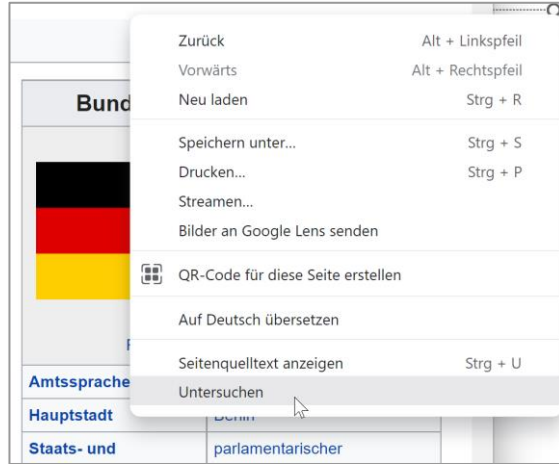 Zurück Alt + Linkspfeil
Vorwärts Alt + Rechtspfeil
Neu laden Strg + R
Bund
Speichern unter... Strg + S
Drucken... Strg + P
Streamen...
Bilder an Google Lens senden
QR-Code für diese Seite erstellen
Auf Deutsch übersetzen
Seitenquelltext anzeigen Strg + U
Amtssprache
Untersuchen
Hauptstadt Berlin
Staats- und parlamentarischer